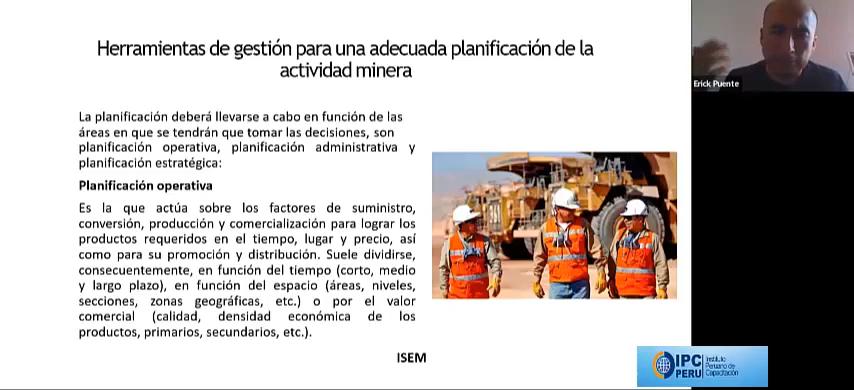 Herramientas de gestión para una adecuada planificación de la
actividad minera
Erick Puente
La planificación deberá llevarse a cabo en función de las
áreas en que se tendrán que tomar las decisiones, son
planificación operativa, planificación administrativa y
planificación estratégica:
Planificación operativa
Es la que actúa sobre los factores de suministro,
conversión, producción y comercialización para lograr los
productos requeridos en el tiempo, lugar y precio, así
como para su promoción y distribución. Suele dividirse,
consecuentemente, en función del tiempo (corto, medio
y largo plazo), en función del espacio (áreas, niveles,
secciones, zonas geográficas, etc.) o por el valor
comercial (calidad, densidad económica de los
productos, primarios, secundarios, etc.).
ISEM
IPC
PERU
Instituto
Peruano de
Capacitación